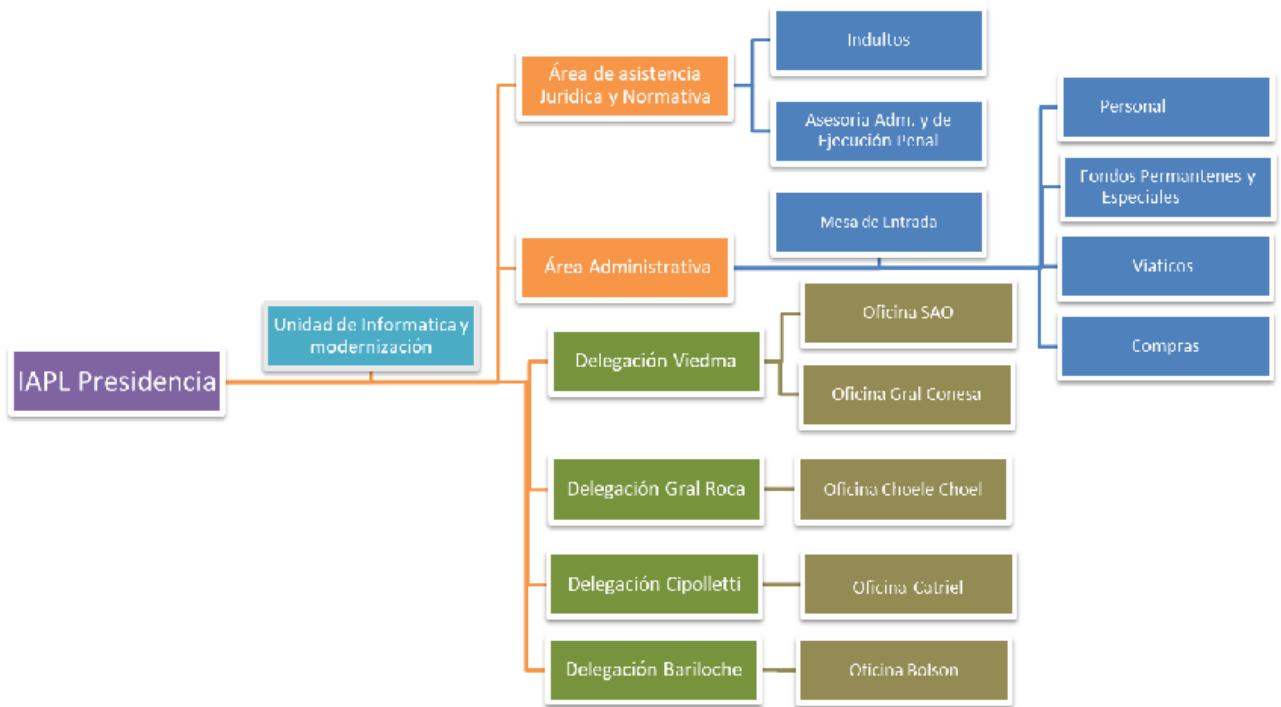 IAPL Presidencia
Unidad de Informatica y
modernización
Área de asistencia
Juridica y Normativa
Indultos
Asesoria Adm. y de
Ejecución Penal
Área Administrativa
Mesa de Entrada
Personal
Fondos Permantenes y
Especiales
Viaticos
Compras
Delegación Viedma
Oficina SAO
Oficina Gral Conesa
Delegación Gral Roca
Oficina Choele Choel
Delegación Cipolletti
Oficina Catriel
Delegación Bariloche
Oficina Bolson